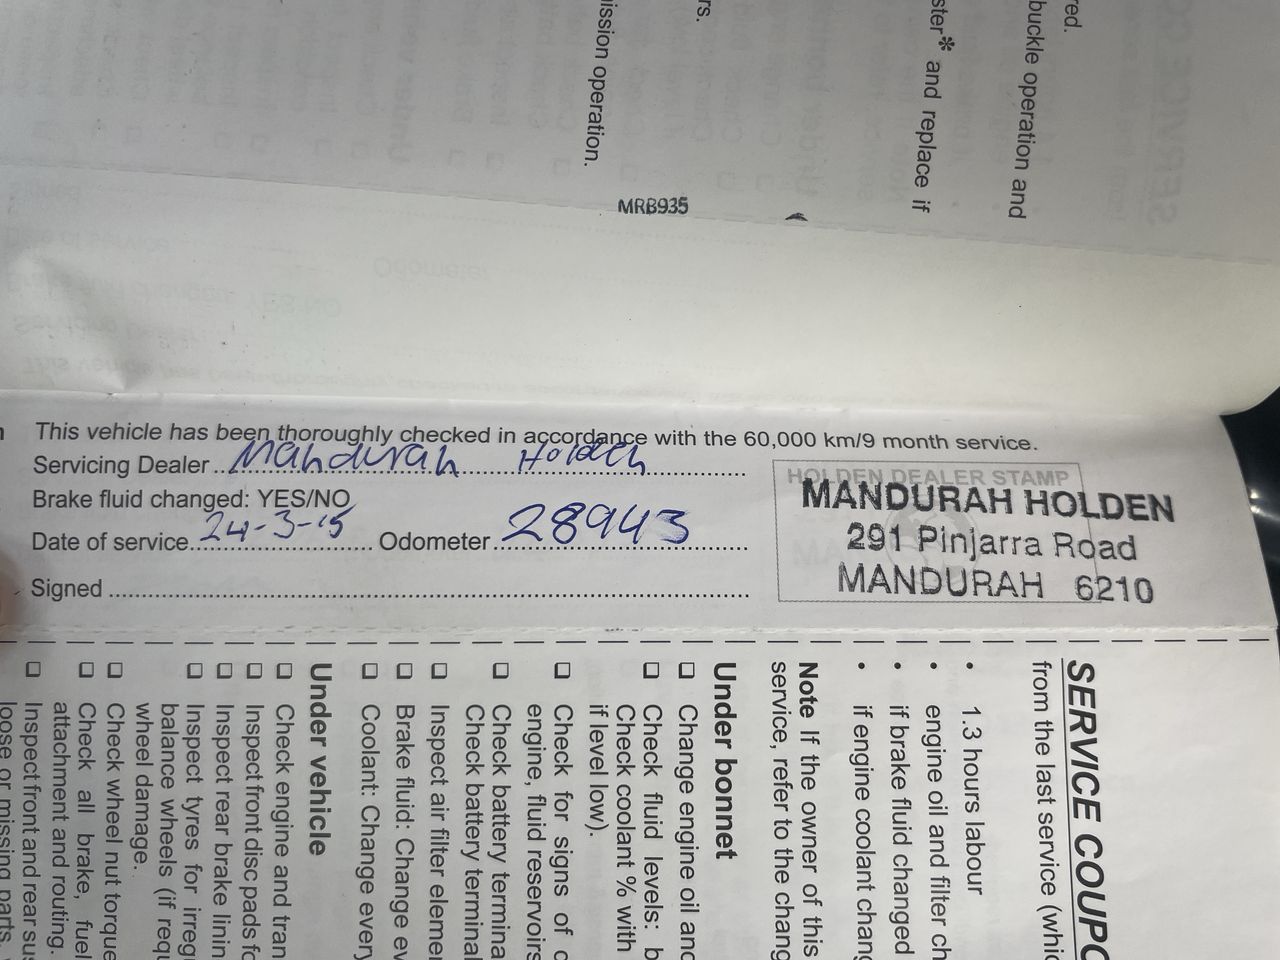 red.
buckle operation and
ster* and replace if
rs.
ission operation.
MRB935
This vehicle has been thoroughly checked in accordance with the 60,000 km/9 month service.
Servicing Dealer Mandurah Holden
Brake fluid changed: YES/NO
Date of service 24-3-15 Odometer 28943
Signed
HOLDEN DEALER STAMP
MANDURAH HOLDEN
291 Pinjarra Road
MANDURAH 6210
SERVICE COUPO
from the last service (whic
• 1.3 hours labour
• engine oil and filter ch
• if brake fluid changed
• if engine coolant chang
Note If the owner of this
service, refer to the chang
Under bonnet
Change engine oil and
Check fluid levels: b
Check coolant % with
if level low).
Check for signs of c
engine, fluid reservoirs
Check battery termina
Check battery terminal
Inspect air filter elemen
Brake fluid: Change ev
Coolant: Change every
Under vehicle
Check engine and tran
Inspect front disc pads fo
Inspect rear brake linin
Inspect tyres for irregu
balance wheels (if requ
wheel damage.
Check wheel nut torque
Check all brake, fuel
attachment and routing.
Inspect front and rear sus
loose or missing parts,